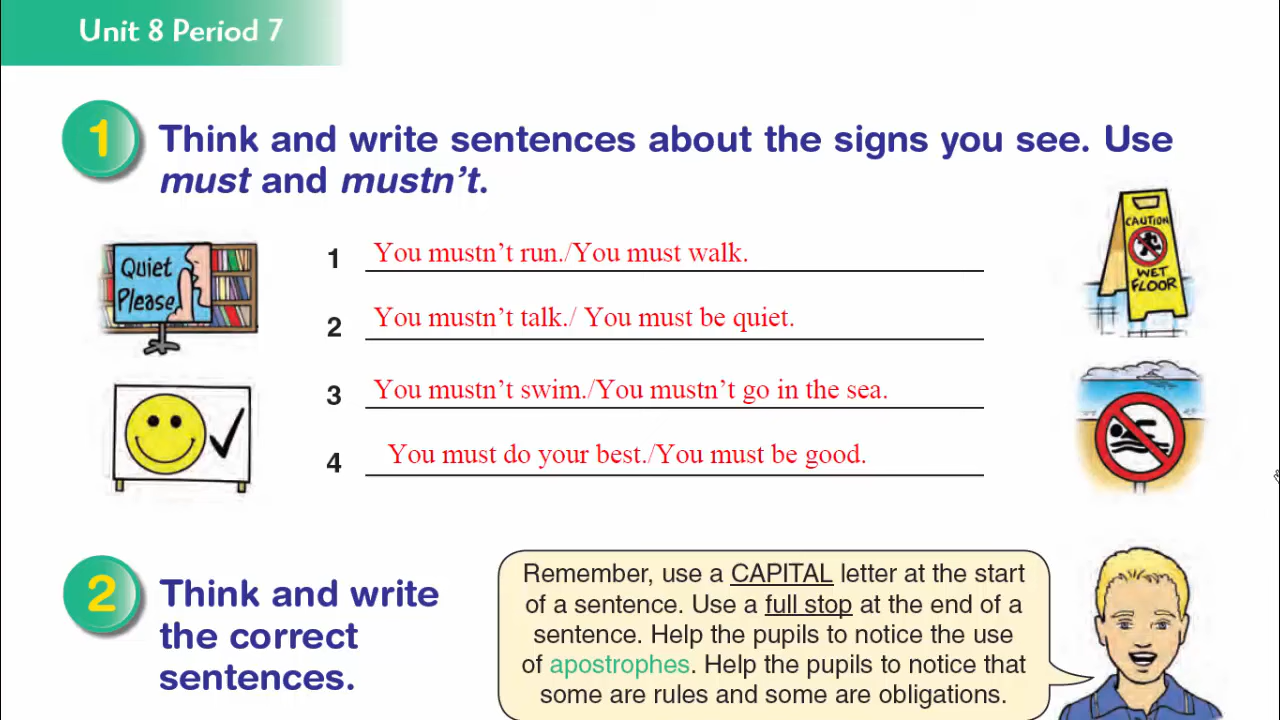 Unit 8 Period 7
1 Think and write sentences about the signs you see. Use
must and mustn't.
Quiet
Please
1 You mustn't run./You must walk.
2 You mustn't talk./ You must be quiet.
3 You mustn't swim./You mustn't go in the sea.
4 You must do your best./You must be good.
CAUTION
WET
FLOOR
2 Think and write
the correct
sentences.
Remember, use a CAPITAL letter at the start
of a sentence. Use a full stop at the end of a
sentence. Help the pupils to notice the use
of apostrophes. Help the pupils to notice that
some are rules and some are obligations.